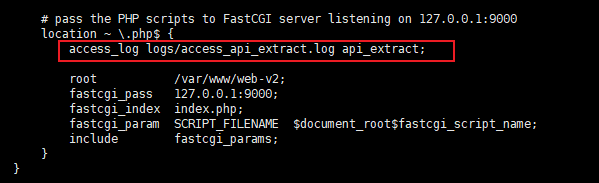 # pass the PHP scripts to FastCGI server listening on 127.0.0.1:9000
location ~ \.php$ {
access_log logs/access_api_extract.log api_extract;
root /var/www/web-v2;
fastcgi_pass 127.0.0.1:9000;
fastcgi_index index.php;
fastcgi_param SCRIPT_FILENAME $document_root$fastcgi_script_name;
include fastcgi_params;
}
}